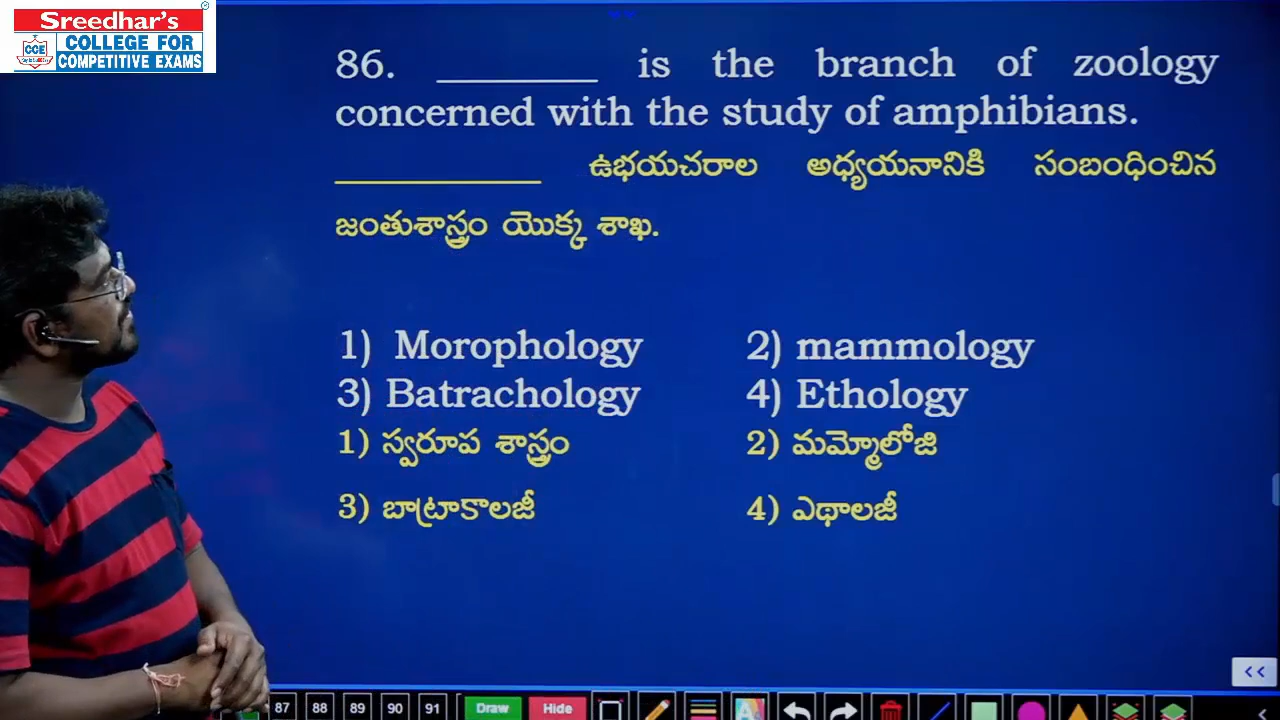 Sreedhar's
CCE
COLLEGE FOR
COMPETITIVE EXAMS
86. ________ is the branch of zoology
concerned with the study of amphibians.
__________ ఉభయచరాల అధ్యయనానికి సంబంధించిన
జంతుశాస్త్రం యొక్క శాఖ.
1) Morophology 2) mammology
3) Batrachology 4) Ethology
1) స్వరూప శాస్త్రం 2) మమ్మోలోజి
3) బాట్రాకాలజీ 4) ఎథాలజీ
<<
87 88 89 90 91 Draw Hide